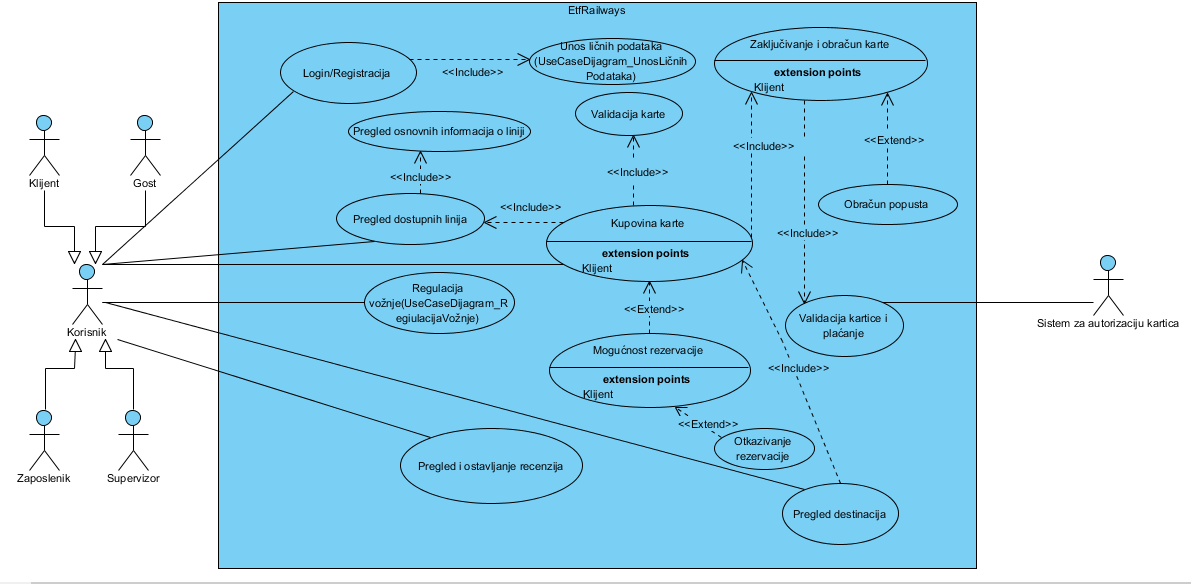 EtfRailways
Login/Registracija
<<Include>>
Unos ličnih podataka
(UseCaseDijagram_UnosLičnih
Podataka)
Zaključivanje i obračun karte
extension points
Klijent
Validacija karte
Pregled osnovnih informacija o liniji
<<Include>>
<<Include>>
<<Include>>
<<Extend>>
Klijent
Gost
Pregled dostupnih linija
<<Include>>
Kupovina karte
extension points
Klijent
Obračun popusta
<<Include>>
Korisnik
Regulacija
vožnje(UseCaseDijagram_R
egiulacijaVožnje)
<<Extend>>
Validacija kartice i
plaćanje
Sistem za autorizaciju kartica
Mogućnost rezervacije
extension points
Klijent
<<Include>>
<<Extend>>
Otkazivanje
rezervacije
Zaposlenik
Supervizor
Pregled i ostavljanje recenzija
Pregled destinacija